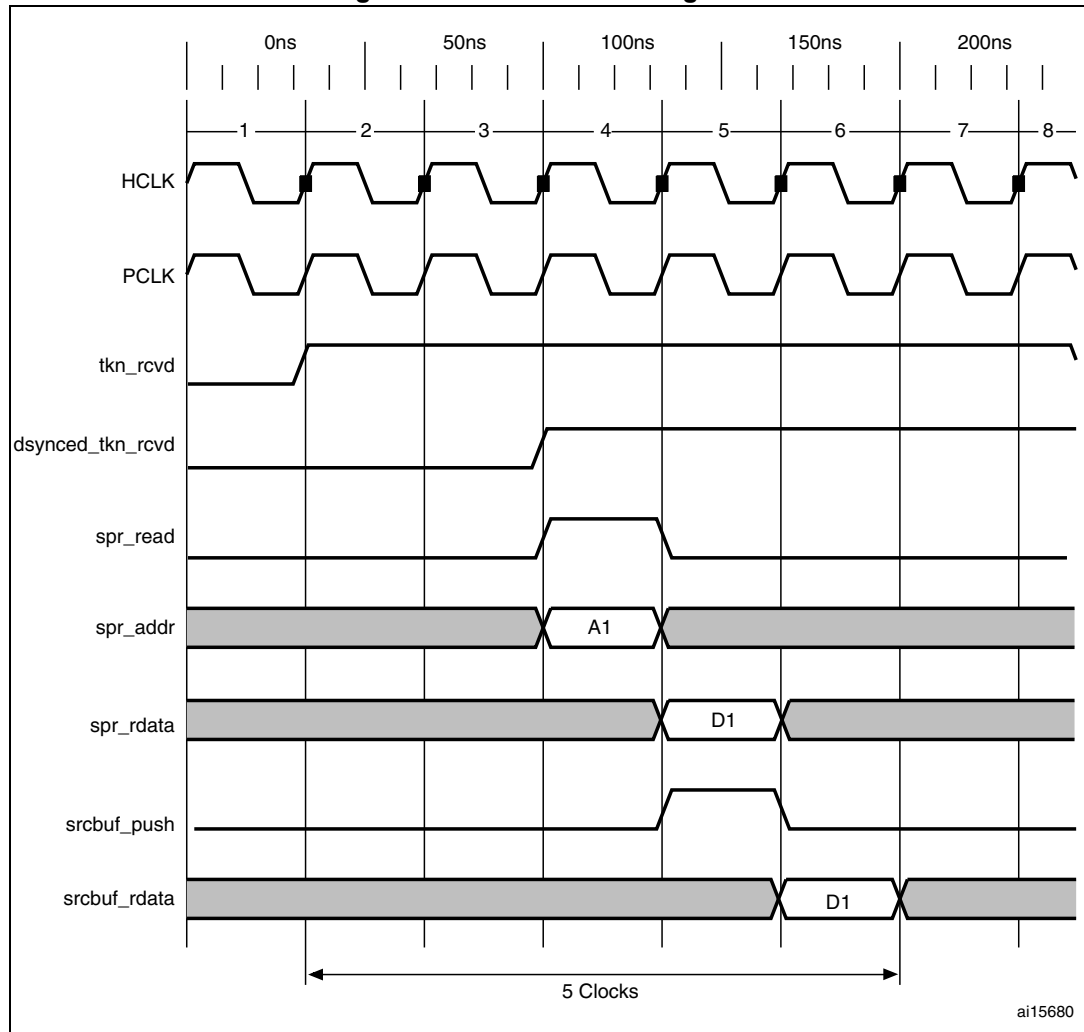 0ns 50ns 100ns 150ns 200ns
1 2 3 4 5 6 7 8
HCLK
PCLK
tkn_rcvd
dsynced_tkn_rcvd
spr_read
spr_addr A1
spr_rdata D1
srcbuf_push
srcbuf_rdata D1
5 Clocks
ai15680